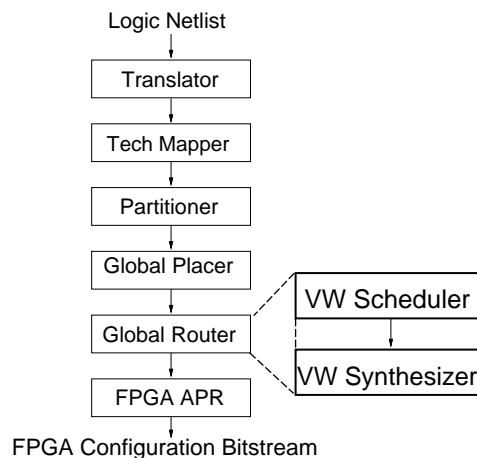 Logic Netlist
Translator
Tech Mapper
Partitioner
Global Placer
Global Router
FPGA APR
FPGA Configuration Bitstream
VW Scheduler
VW Synthesizer